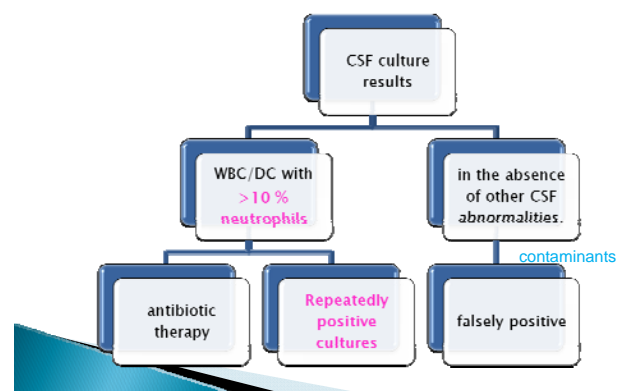 CSF culture
results
WBC/DC with
>10 %
neutrophils
in the absence
of other CSF
abnormalities.
contaminants
antibiotic
therapy
Repeatedly
positive
cultures
falsely positive